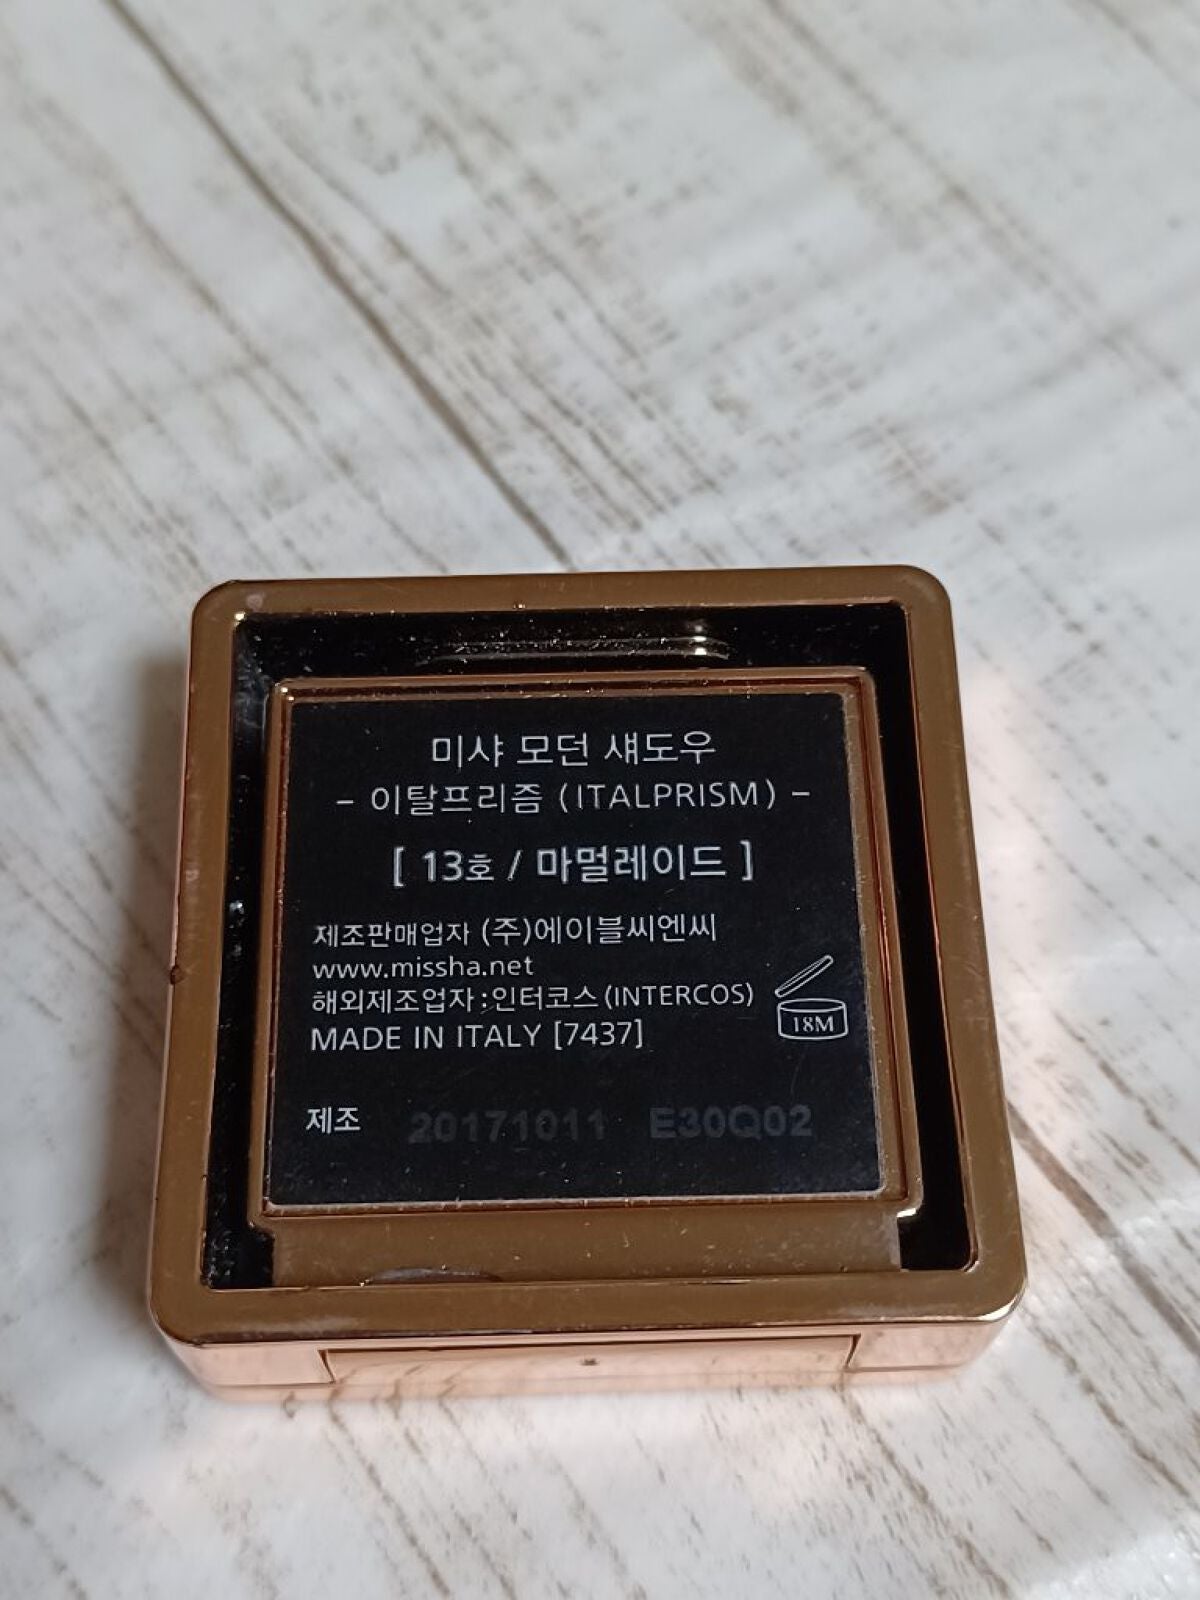 미샤 모던 섀도우
– 이탈프리즘 (ITALPRISM) –
[ 13호 / 마멀레이드 ]
제조판매업자 (주)에이블씨엔씨
www.missha.net
해외제조업자:인터코스(INTERCOS)
MADE IN ITALY [7437]
18M
제조 20171011 E30Q02